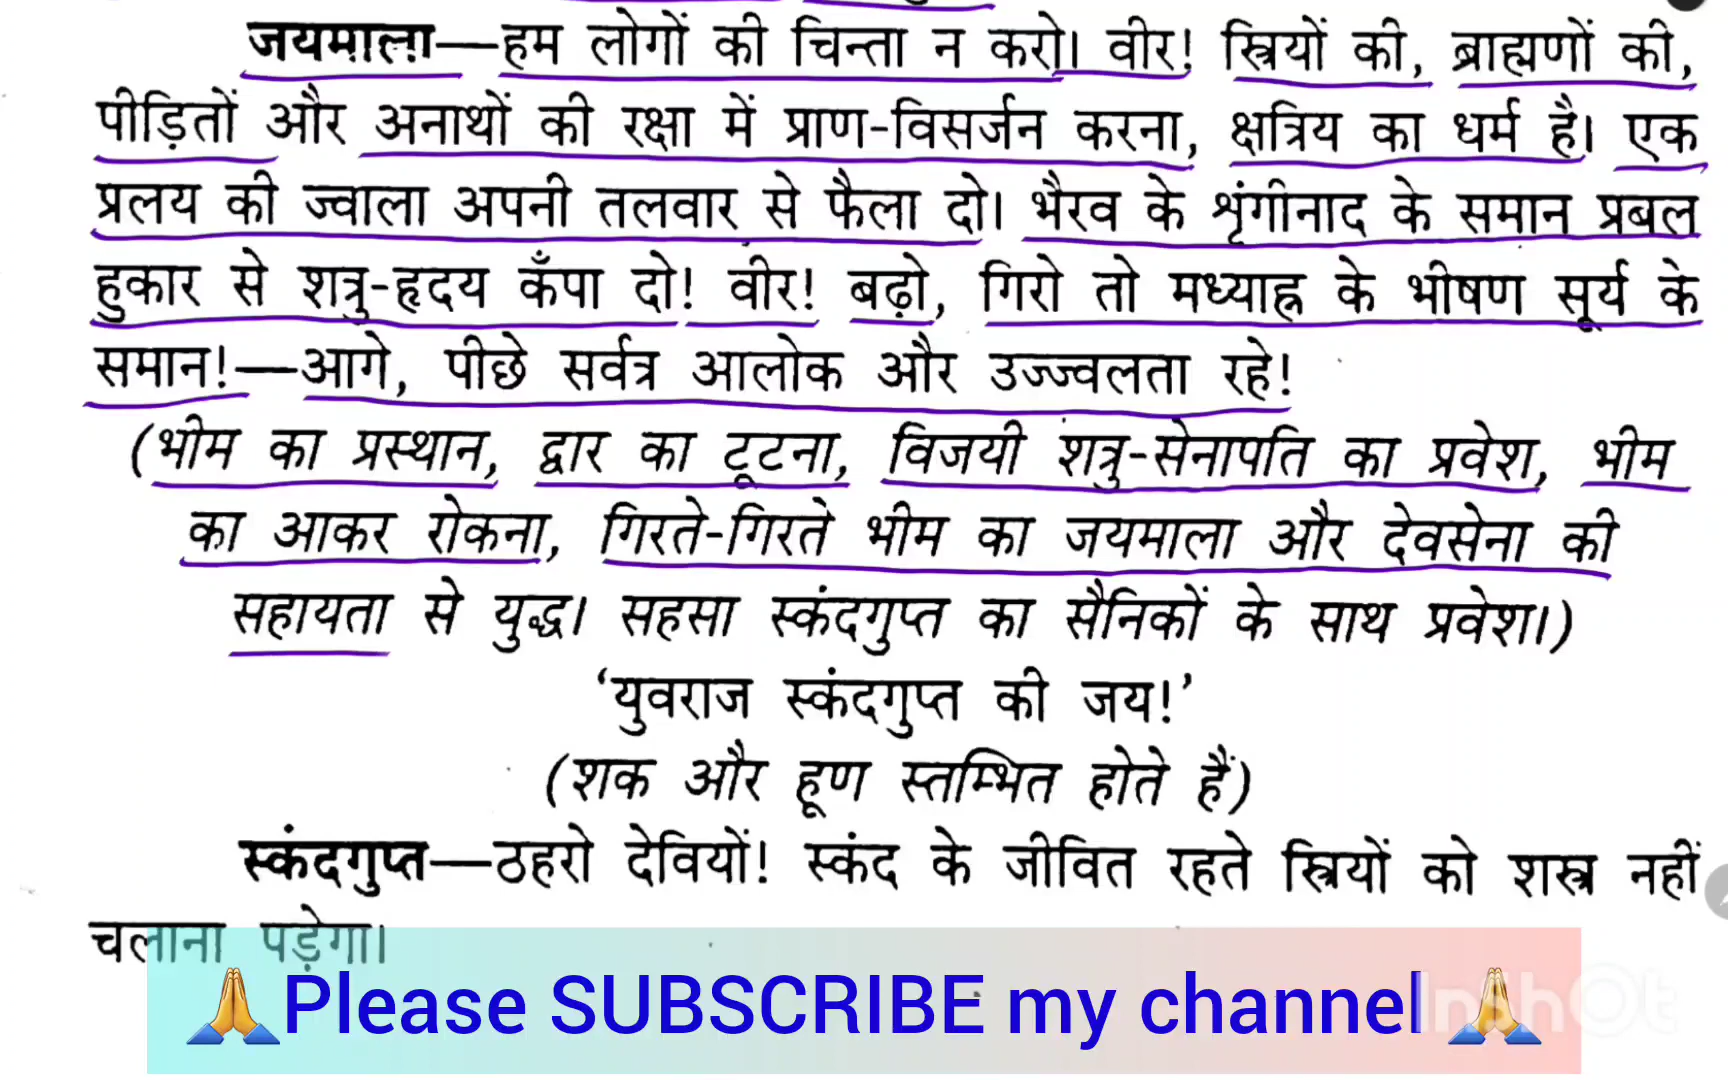 जयमाला—हम लोगों की चिन्ता न करो। वीर! स्त्रियों की, ब्राह्मणों की,
पीड़ितों और अनाथों की रक्षा में प्राण-विसर्जन करना, क्षत्रिय का धर्म है। एक
प्रलय की ज्वाला अपनी तलवार से फैला दो। भैरव के शृंगीनाद के समान प्रबल
हुकार से शत्रु-हृदय कँपा दो! वीर! बढ़ो, गिरो तो मध्याह्न के भीषण सूर्य के
समान!—आगे, पीछे सर्वत्र आलोक और उज्ज्वलता रहे!
(भीम का प्रस्थान, द्वार का टूटना, विजयी शत्रु-सेनापति का प्रवेश, भीम
का आकर रोकना, गिरते-गिरते भीम का जयमाला और देवसेना की
सहायता से युद्ध। सहसा स्कंदगुप्त का सैनिकों के साथ प्रवेश।)
‘युवराज स्कंदगुप्त की जय!’
(शक और हूण स्तम्भित होते हैं)
स्कंदगुप्त—ठहरो देवियों! स्कंद के जीवित रहते स्त्रियों को शस्त्र नहीं
चलाना पड़ेगा।
🙏Please SUBSCRIBE my channel 🙏
InShOt